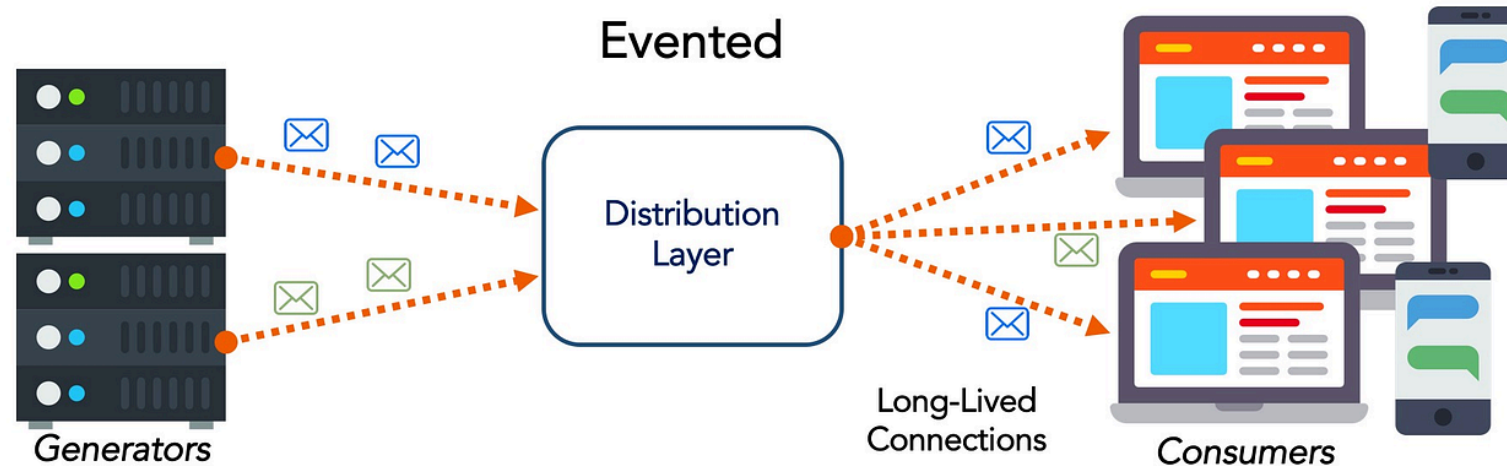 Evented
Distribution
Layer
Long-Lived
Connections
Generators
Consumers